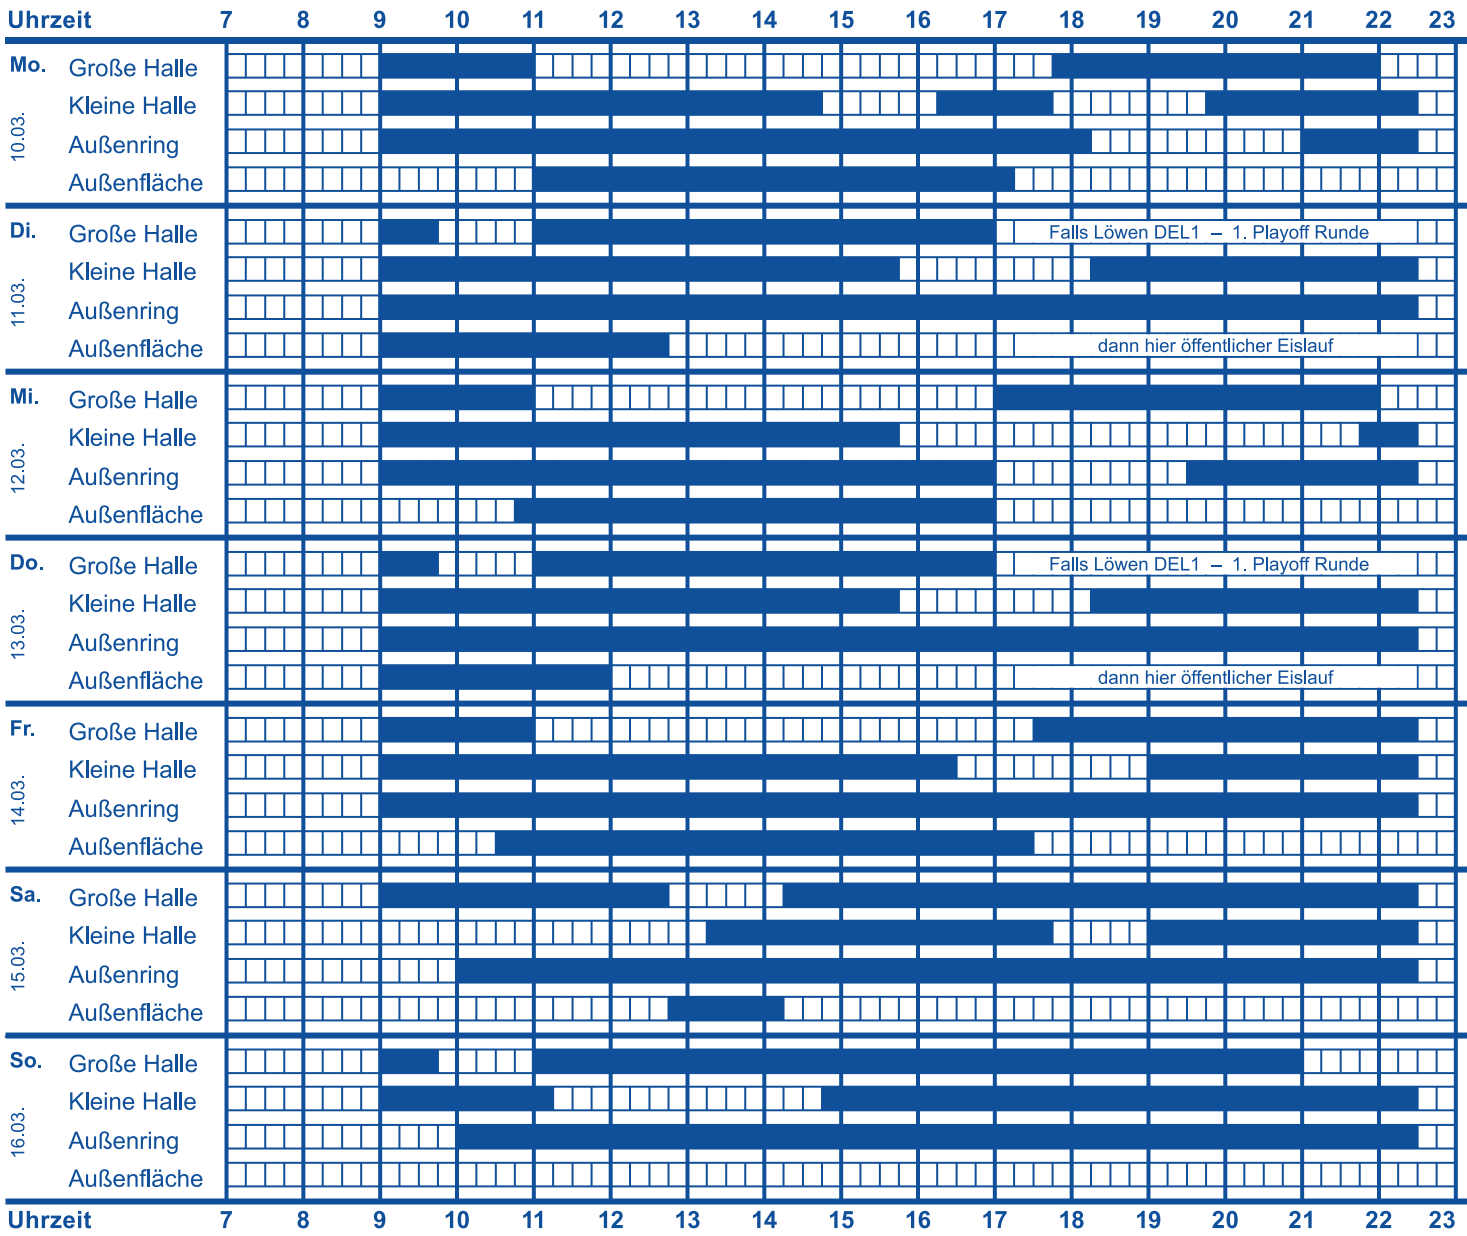 Uhrzeit 7 8 9 10 11 12 13 14 15 16 17 18 19 20 21 22 23
Mo. Große Halle
Kleine Halle
10.03.
Außenring
Außenfläche
Di. Große Halle Falls Löwen DEL1 – 1. Playoff Runde
Kleine Halle
11.03.
Außenring
Außenfläche dann hier öffentlicher Eislauf
Mi. Große Halle
Kleine Halle
12.03.
Außenring
Außenfläche
Do. Große Halle Falls Löwen DEL1 – 1. Playoff Runde
Kleine Halle
13.03.
Außenring
Außenfläche dann hier öffentlicher Eislauf
Fr. Große Halle
Kleine Halle
14.03.
Außenring
Außenfläche
Sa. Große Halle
Kleine Halle
15.03.
Außenring
Außenfläche
So. Große Halle
Kleine Halle
16.03.
Außenring
Außenfläche
Uhrzeit 7 8 9 10 11 12 13 14 15 16 17 18 19 20 21 22 23